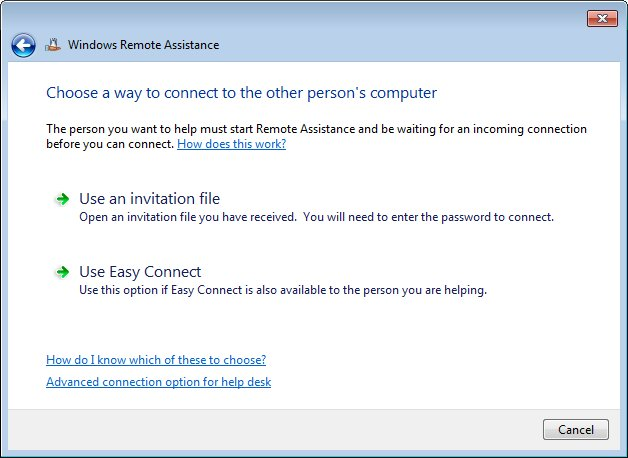 Windows Remote Assistance
Choose a way to connect to the other person's computer
The person you want to help must start Remote Assistance and be waiting for an incoming connection
before you can connect. How does this work?
Use an invitation file
Open an invitation file you have received.  You will need to enter the password to connect.
Use Easy Connect
Use this option if Easy Connect is also available to the person you are helping.
How do I know which of these to choose?
Advanced connection option for help desk
Cancel